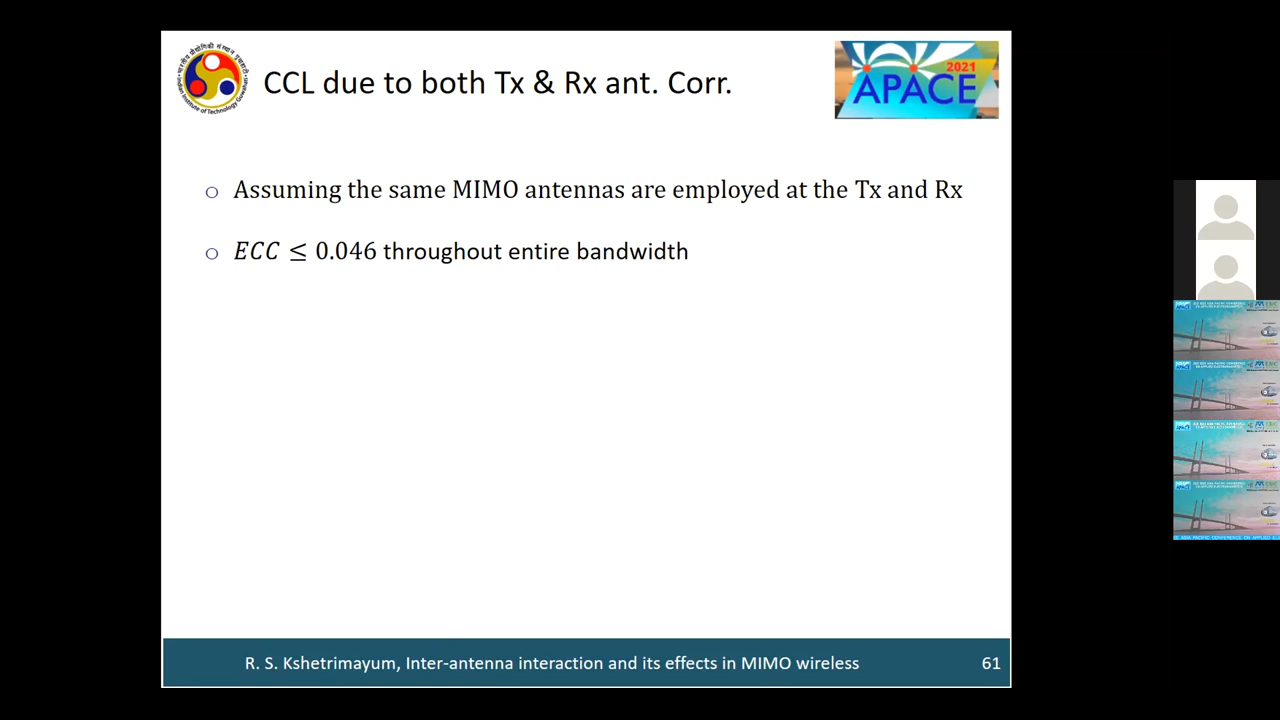 CCL due to both Tx & Rx ant. Corr.
2021
APACE
Assuming the same MIMO antennas are employed at the Tx and Rx
ECC ≤ 0.046 throughout entire bandwidth
R. S. Kshetrimayum, Inter-antenna interaction and its effects in MIMO wireless
61